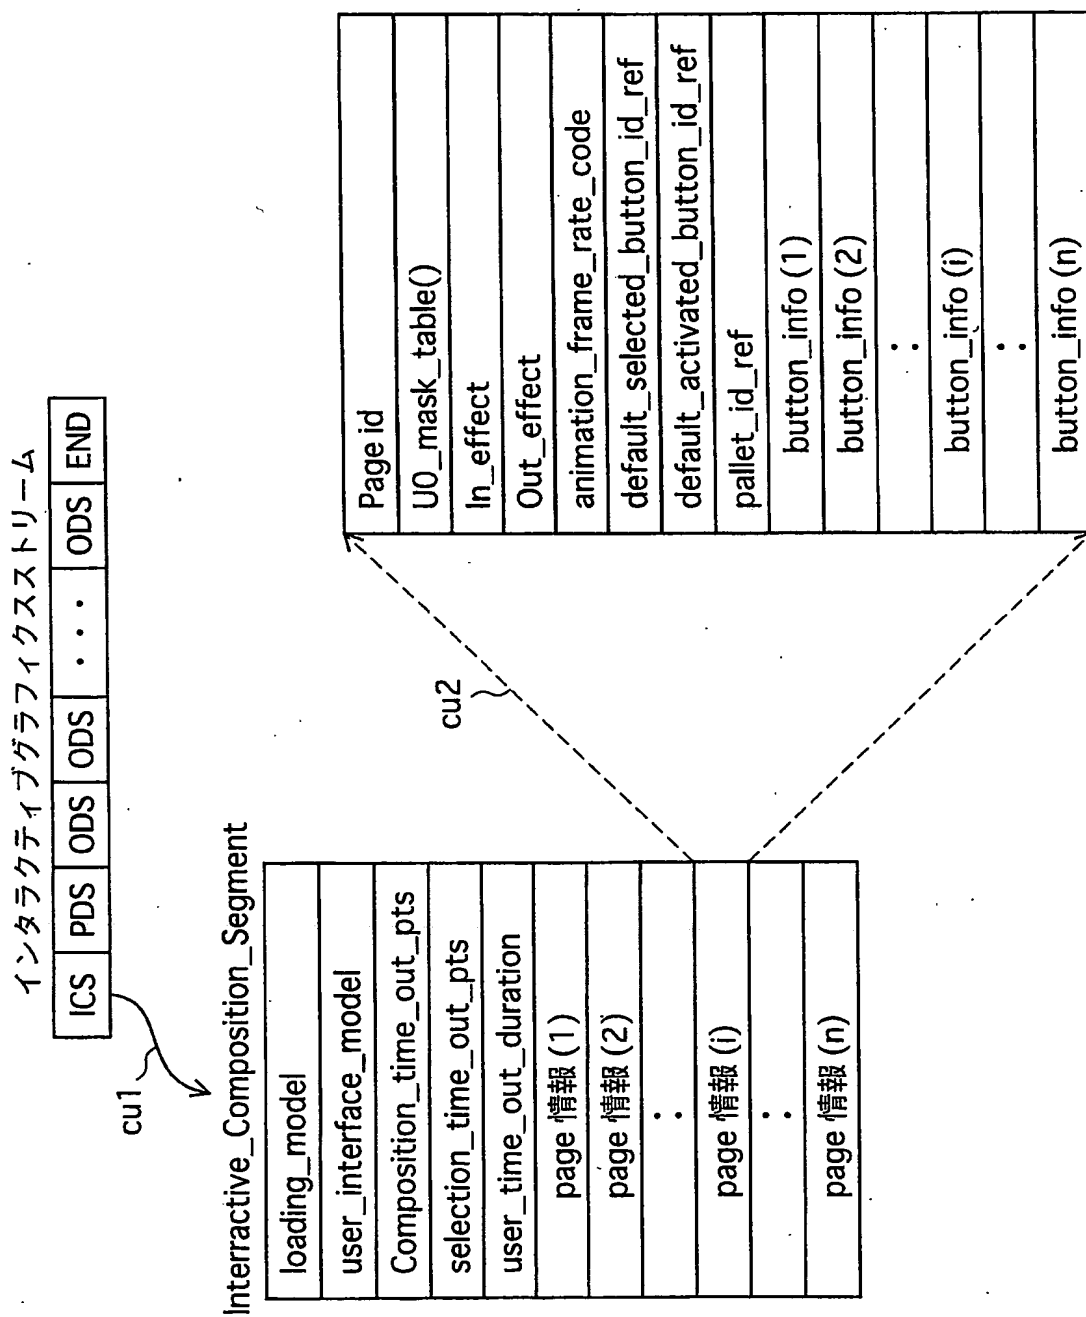 インタラクティブグラフィクスストリーム
ICS PDS ODS ODS ・・・ ODS END
cu1
Interractive_Composition_Segment
loading_model
user_interface_model
Composition_time_out_pts
selection_time_out_pts
user_time_out_duration
page 情報 (1)
page 情報 (2)
:
page 情報 (i)
:
page 情報 (n)
cu2
Page id
UO_mask_table()
In_effect
Out_effect
animation_frame_rate_code
default_selected_button_id_ref
default_activated_button_id_ref
pallet_id_ref
button_info (1)
button_info (2)
:
button_info (i)
:
button_info (n)